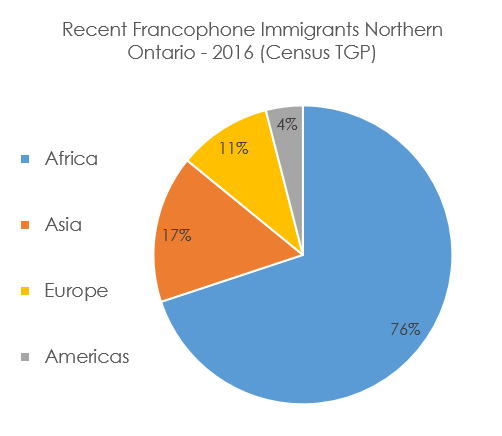 Recent Francophone Immigrants Northern
Ontario - 2016 (Census TGP)
Africa
Asia
Europe
Americas
4%
11%
17%
76%